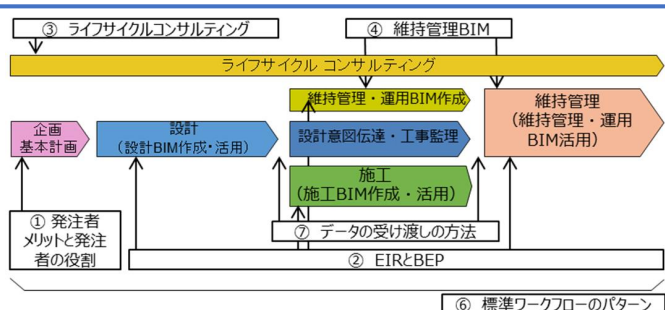 ③ ライフサイクルコンサルティング
④ 維持管理BIM
ライフサイクル コンサルティング
維持管理・運用BIM作成
維持管理
(維持管理・運用
BIM活用)
企画
基本計画
設計
(設計BIM作成・活用)
設計意図伝達・工事監理
施工
(施工BIM作成・活用)
① 発注者
メリットと発注
者の役割
⑦ データの受け渡しの方法
② EIRとBEP
⑥ 標準ワークフローのパターン